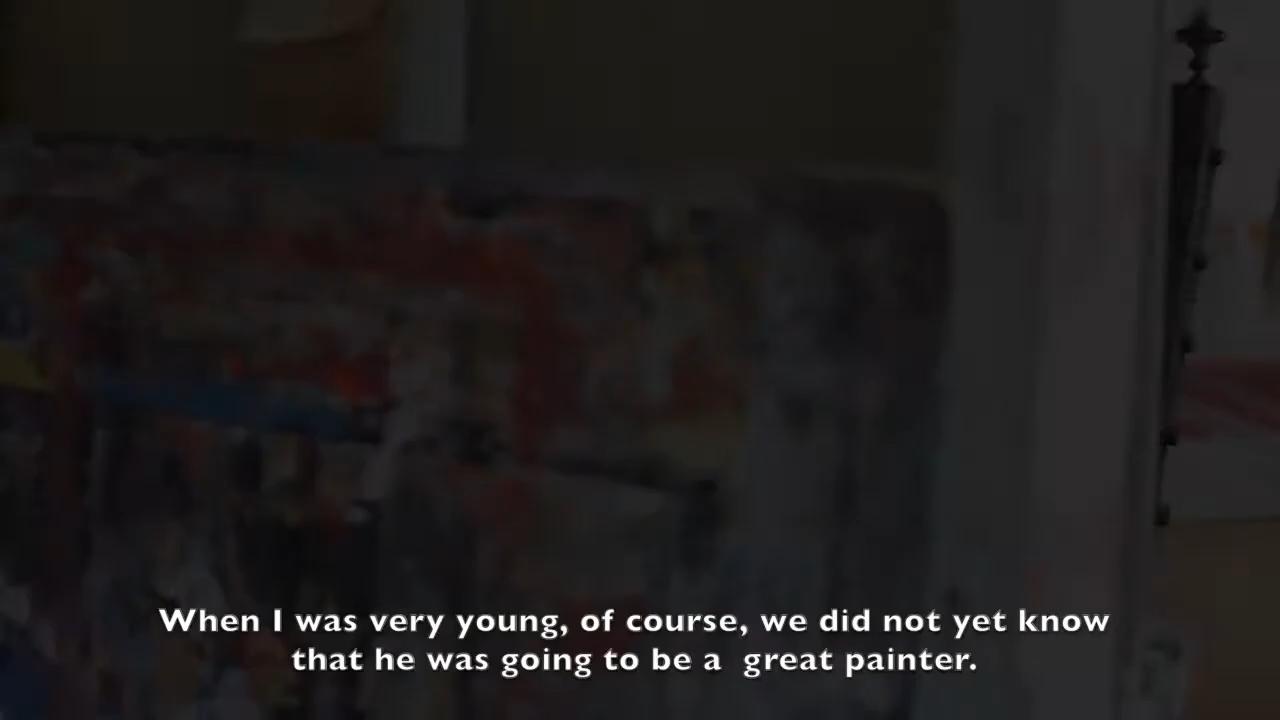 When I was very young, of course, we did not yet know
that he was going to be a  great painter.